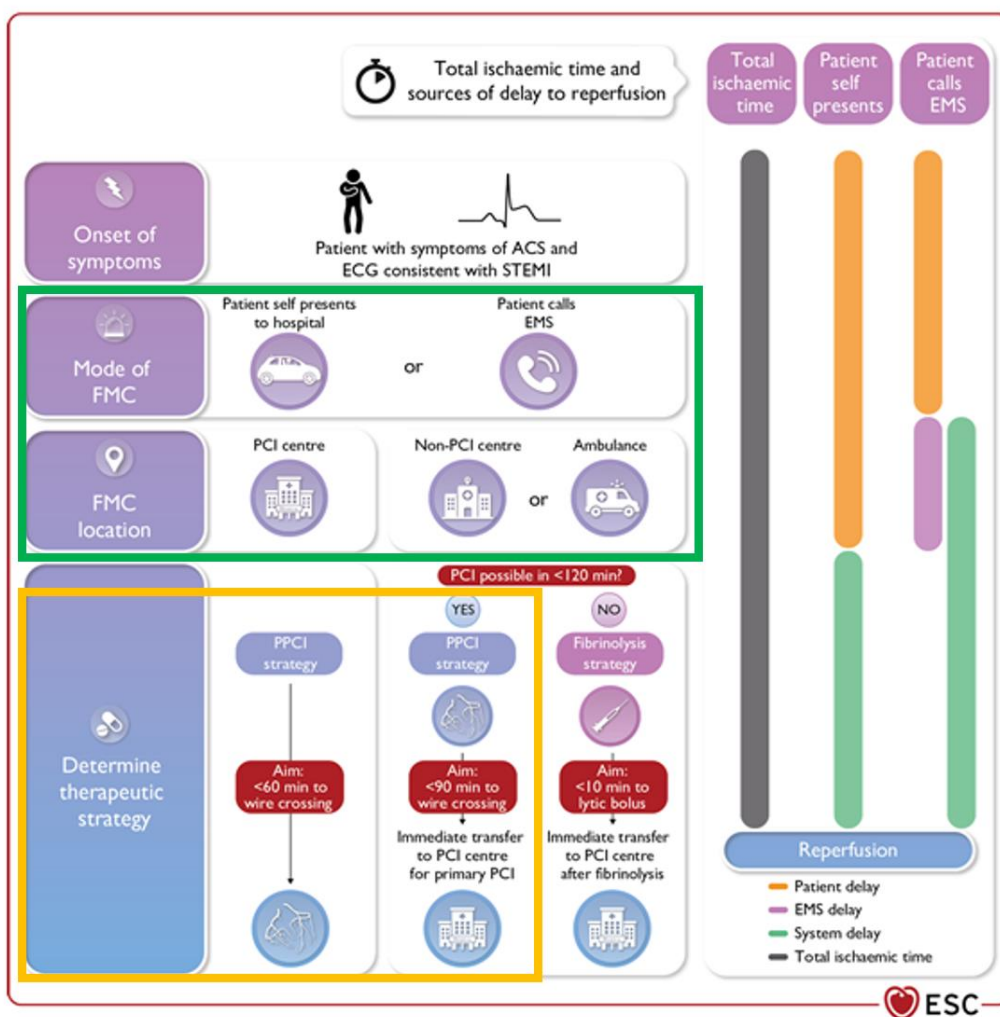 Total ischaemic time and
sources of delay to reperfusion
Total
ischaemic
time
Patient
self
presents
Patient
calls
EMS
Onset of
symptoms
Patient with symptoms of ACS and
ECG consistent with STEMI
Mode of
FMC
Patient self presents
to hospital
or
Patient calls
EMS
FMC
location
PCI centre
Non-PCI centre
or
Ambulance
Determine
therapeutic
strategy
PCI possible in <120 min?
YES
NO
PPCI
strategy
PPCI
strategy
Fibrinolysis
strategy
Aim:
<60 min to
wire crossing
Aim:
<90 min to
wire crossing
Aim:
<10 min to
lytic bolus
Immediate transfer
to PCI centre
for primary PCI
Immediate transfer
to PCI centre
after fibrinolysis
Reperfusion
Patient delay
EMS delay
System delay
Total ischaemic time
ESC